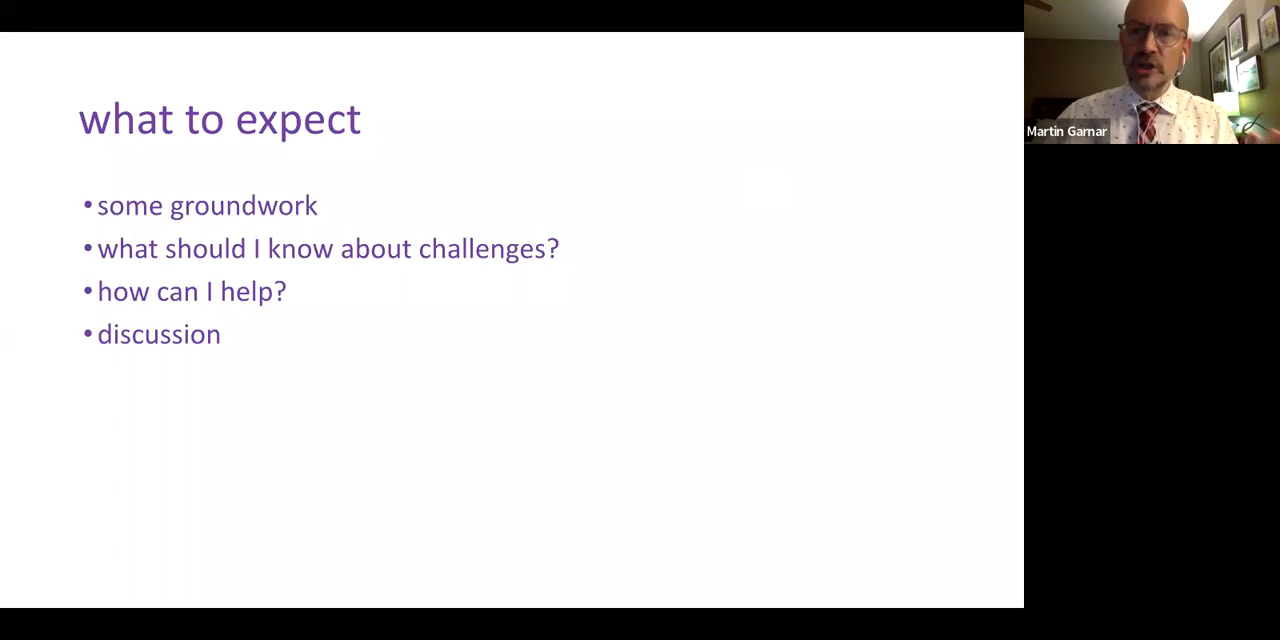 what to expect
• some groundwork
• what should I know about challenges?
• how can I help?
• discussion
Martin Garnar